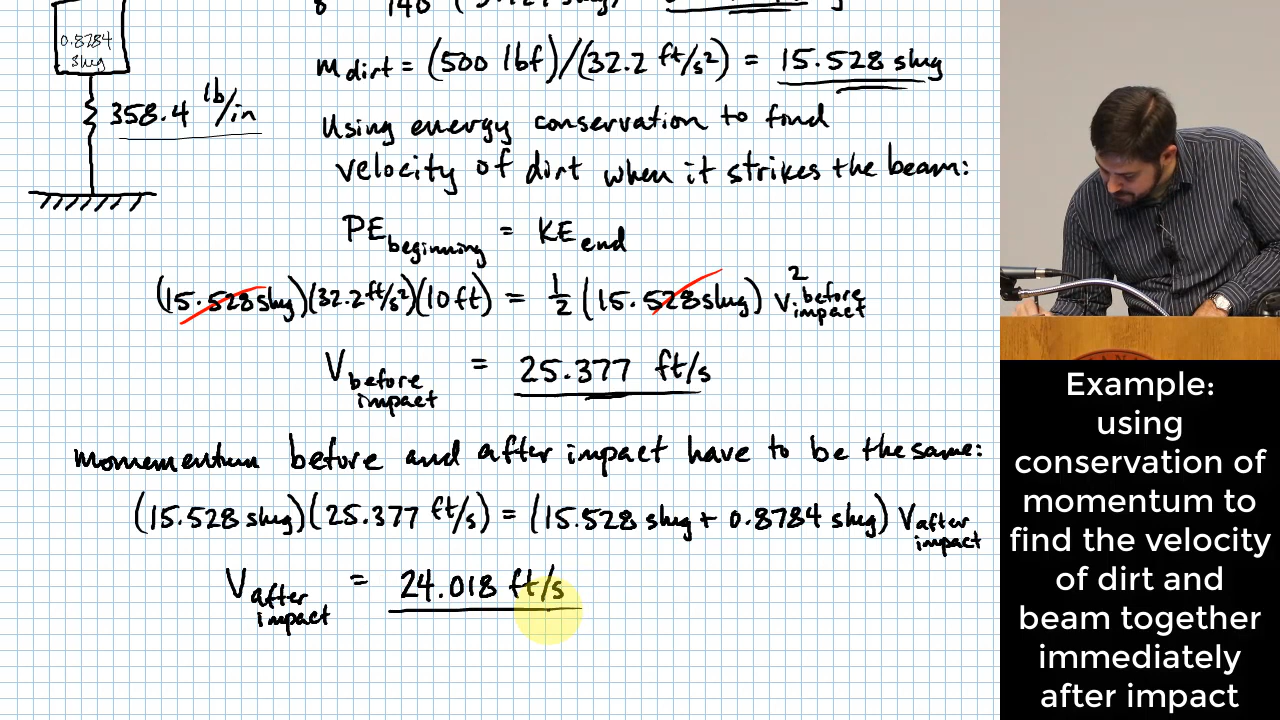 0.8784
slug
358.4 lb/in
m dirt = (500 lbf)/(32.2 ft/s²) = 15.528 slug
Using energy conservation to find
velocity of dirt when it strikes the beam:
PE beginning = KE end
(15.528 slug)(32.2 ft/s²)(10 ft) = 1/2 (15.528 slug) v² before impact
V before impact = 25.377 ft/s
momentum before and after impact have to be the same:
(15.528 slug)(25.377 ft/s) = (15.528 slug + 0.8784 slug) V after impact
V after impact = 24.018 ft/s
Example:
using
conservation of
momentum to
find the velocity
of dirt and
beam together
immediately
after impact